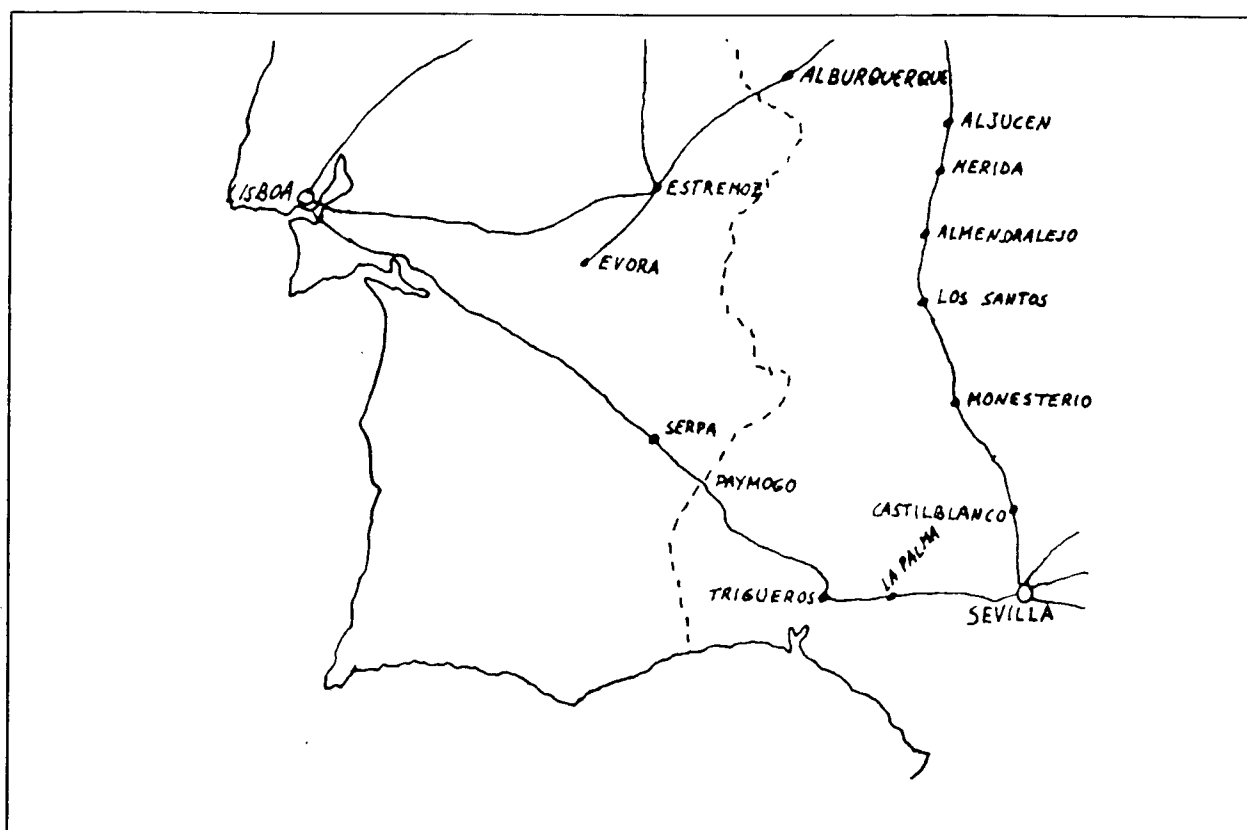 ALBURQUERQUE
ALJUCEN
MERIDA
LISBOA
ESTREMOZ
ALMENDRALEJO
EVORA
LOS SANTOS
MONESTERIO
SERPA
PAYMOGO
CASTILBLANCO
LA PALMA
TRIGUEROS
SEVILLA